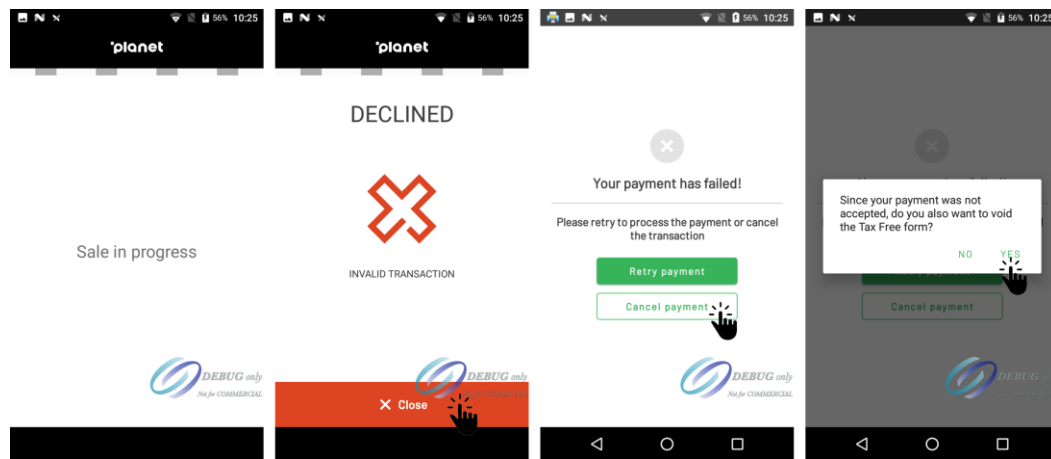 56% 10:25
planet
Sale in progress
DEBUG only
Not for COMMERCIAL
56% 10:25
planet
DECLINED
INVALID TRANSACTION
DEBUG only
Close
56% 10:25
Your payment has failed!
Please retry to process the payment or cancel
the transaction
Retry payment
Cancel payment
DEBUG only
Not for COMMERCIAL
56% 10:25
Since your payment was not
accepted, do you also want to void
the Tax Free form?
NO YES
Retry payment
Cancel payment
DEBUG